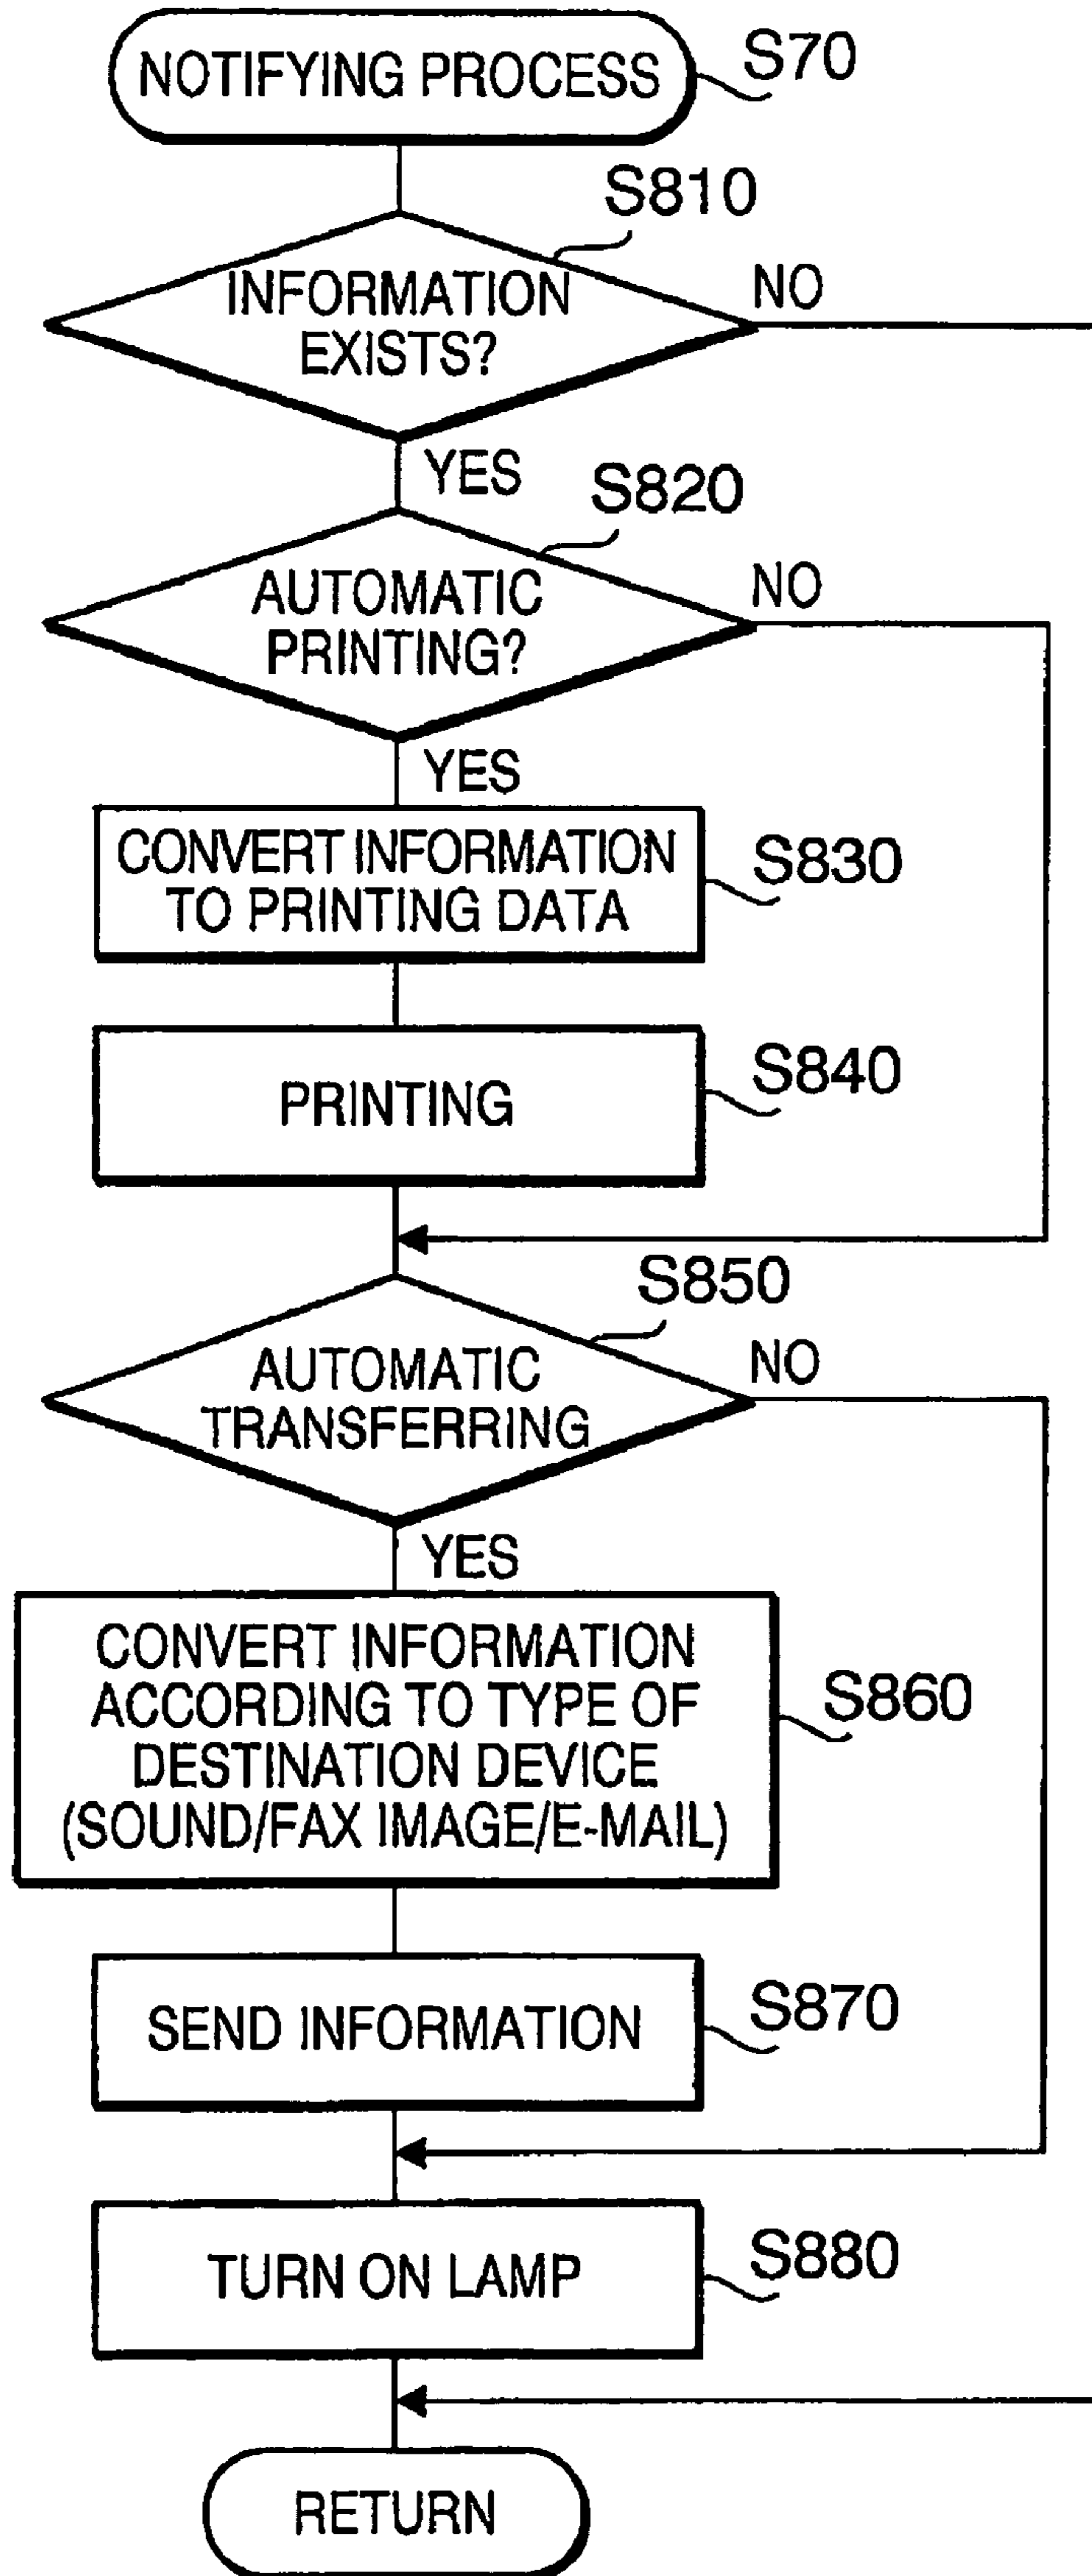 NOTIFYING PROCESS
S70
S810
INFORMATION
EXISTS?
NO
YES
S820
AUTOMATIC
PRINTING?
NO
YES
CONVERT INFORMATION
TO PRINTING DATA
S830
PRINTING
S840
S850
AUTOMATIC
TRANSFERRING
NO
YES
CONVERT INFORMATION
ACCORDING TO TYPE OF
DESTINATION DEVICE
(SOUND/FAX IMAGE/E-MAIL)
S860
SEND INFORMATION
S870
TURN ON LAMP
S880
RETURN